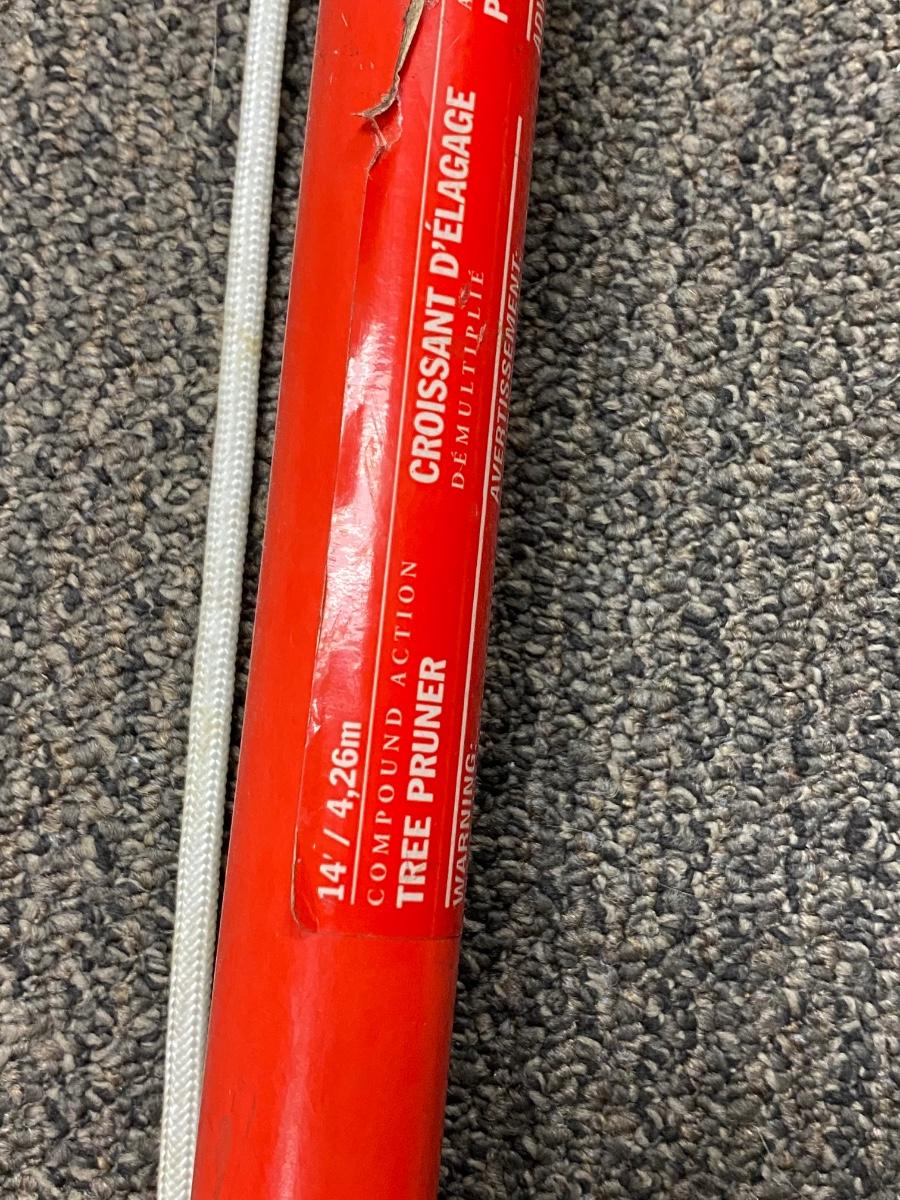 14' / 4,26m
COMPOUND ACTION
TREE PRUNER
WARNING:
CROISSANT D'ÉLAGAGE
DÉMULTIPLIÉ
AVERTISSEMENT: